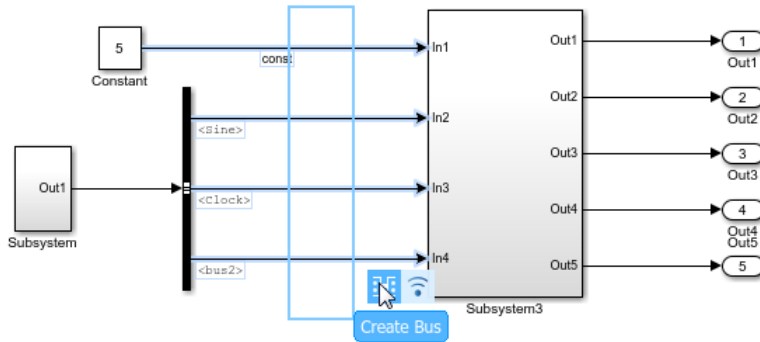 5
Constant
const
In1
Out1
1
Out1
<Sine>
In2
Out2
2
Out2
Out1
Subsystem
<Clock>
In3
Out3
3
Out3
<bus2>
In4
Out4
4
Out4
Out5
Out5
5
Subsystem3
Create Bus